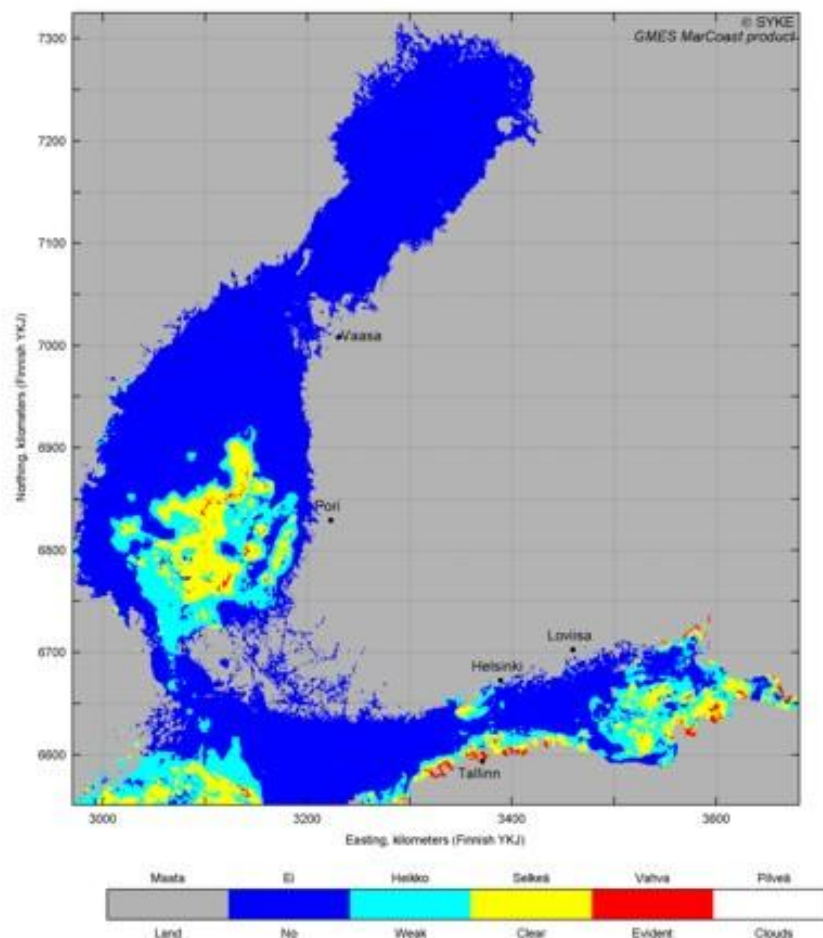 © SYKE
GMES MarCoast product
7300
7200
7100
7000
6900
6800
6700
6600
Northing, kilometers (Finnish YKJ)
Vaasa
Pori
Loviisa
Helsinki
Tallinn
3000 3200 3400 3600
Easting, kilometers (Finnish YKJ)
Maata Ei Heikko Selkeä Vahva Pilveä
Land No Weak Clear Evident Clouds